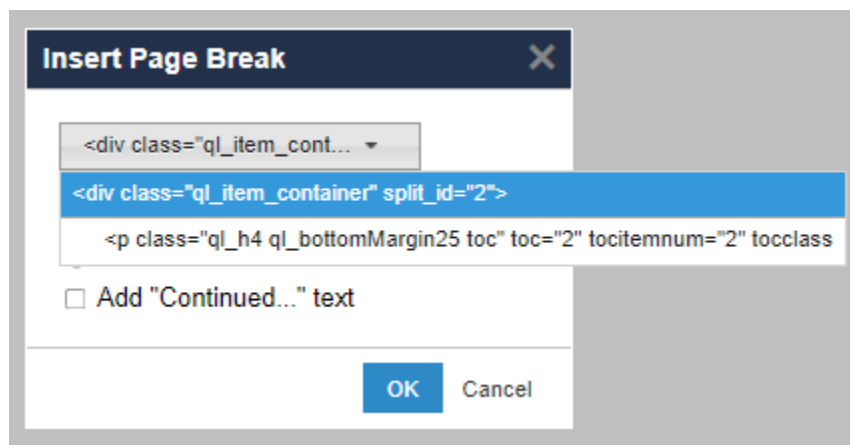 Insert Page Break
<div class="ql_item_cont...
<div class="ql_item_container" split_id="2">
<p class="ql_h4 ql_bottomMargin25 toc" toc="2" tocitemnum="2" tocclass
Add "Continued..." text
OK Cancel